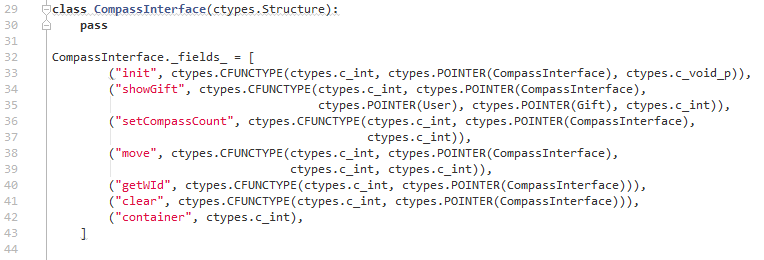 29 class CompassInterface(ctypes.Structure):
30     pass
31
32 CompassInterface._fields_ = [
33         ("init", ctypes.CFUNCTYPE(ctypes.c_int, ctypes.POINTER(CompassInterface), ctypes.c_void_p)),
34         ("showGift", ctypes.CFUNCTYPE(ctypes.c_int, ctypes.POINTER(CompassInterface),
35                                       ctypes.POINTER(User), ctypes.POINTER(Gift), ctypes.c_int)),
36         ("setCompassCount", ctypes.CFUNCTYPE(ctypes.c_int, ctypes.POINTER(CompassInterface),
37                                              ctypes.c_int)),
38         ("move", ctypes.CFUNCTYPE(ctypes.c_int, ctypes.POINTER(CompassInterface),
39                                   ctypes.c_int, ctypes.c_int)),
40         ("getWId", ctypes.CFUNCTYPE(ctypes.c_int, ctypes.POINTER(CompassInterface))),
41         ("clear", ctypes.CFUNCTYPE(ctypes.c_int, ctypes.POINTER(CompassInterface))),
42         ("container", ctypes.c_int),
43     ]
44